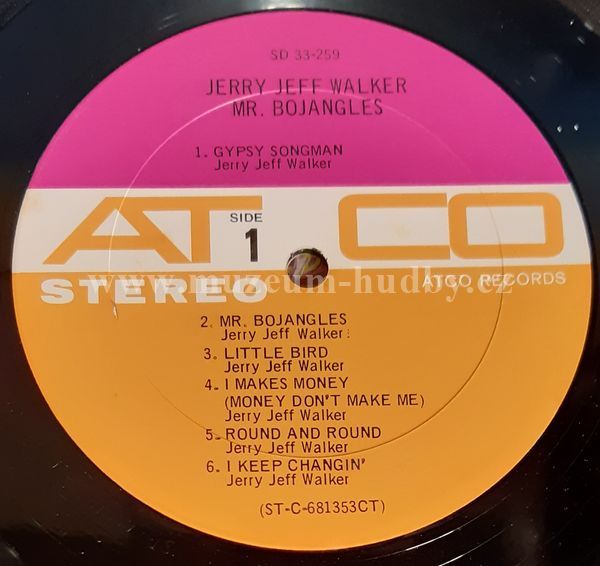 SD 33-259
JERRY JEFF WALKER
MR. BOJANGLES
1. GYPSY SONGMAN
Jerry Jeff Walker
ATCO
SIDE
1
STEREO
ATCO RECORDS
www.muzeum-hudby.cz
2. MR. BOJANGLES
Jerry Jeff Walker
3. LITTLE BIRD
Jerry Jeff Walker
4. I MAKES MONEY
(MONEY DON'T MAKE ME)
Jerry Jeff Walker
5. ROUND AND ROUND
Jerry Jeff Walker
6. I KEEP CHANGIN'
Jerry Jeff Walker
(ST-C-681353CT)